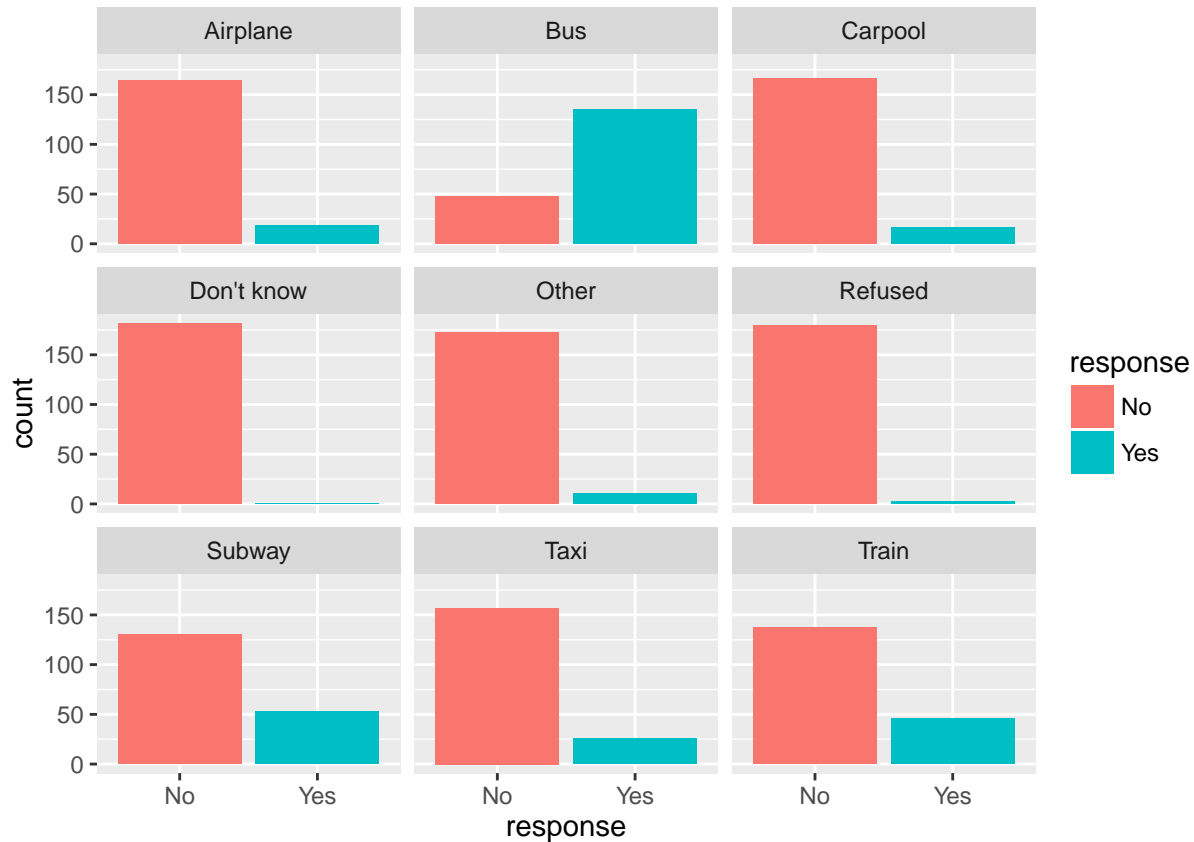 Airplane Bus Carpool
150
100
50
0
Don't know Other Refused
150
100
50
0
Subway Taxi Train
150
100
50
0
No Yes No Yes No Yes
response
count
response
No
Yes